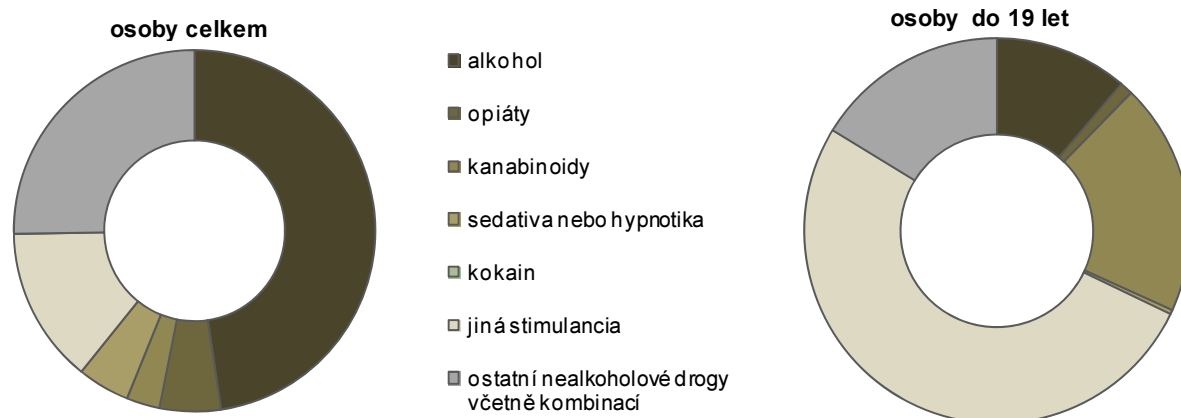 osoby celkem
osoby do 19 let
alkohol
opiáty
kanabinoidy
sedativa nebo hypnotika
kokain
jiná stimulancia
ostatní nealkoholové drogy
včetně kombinací